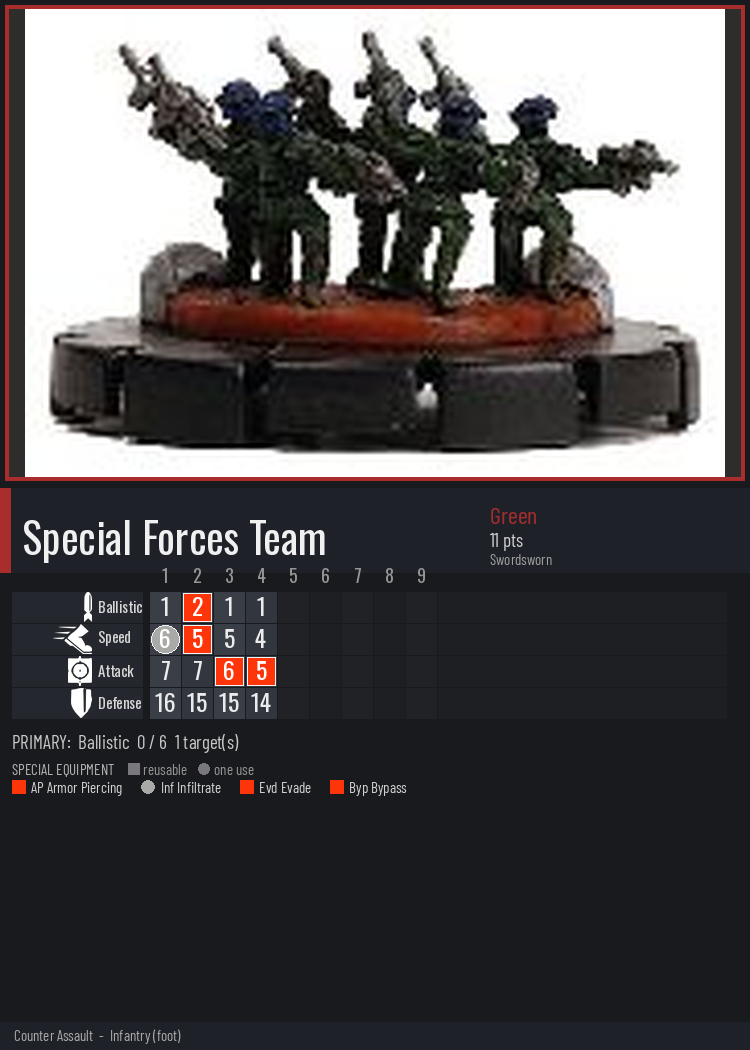 Special Forces Team
Green
11 pts
Swordsworn
1 2 3 4 5 6 7 8 9
Ballistic 1 2 1 1
Speed 6 5 5 4
Attack 7 7 6 5
Defense 16 15 15 14
PRIMARY: Ballistic 0 / 6 1 target(s)
SPECIAL EQUIPMENT reusable one use
AP Armor Piercing Inf Infiltrate Evd Evade Byp Bypass
Counter Assault - Infantry (foot)